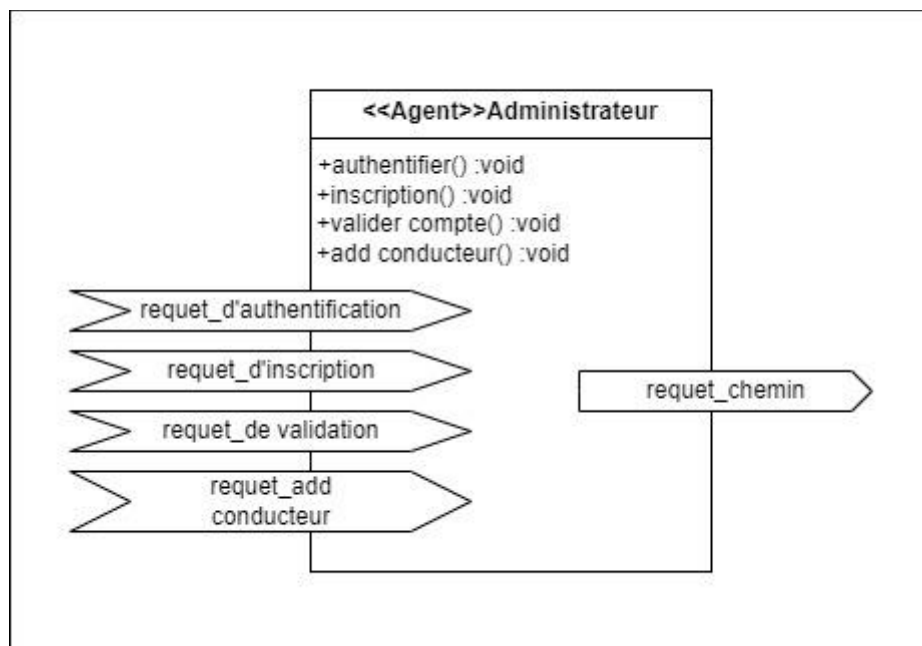 <<Agent>>Administrateur
+authentifier() :void
+inscription() :void
+valider compte() :void
+add conducteur() :void
requet_d'authentification
requet_d'inscription
requet_chemin
requet_de validation
requet_add
conducteur